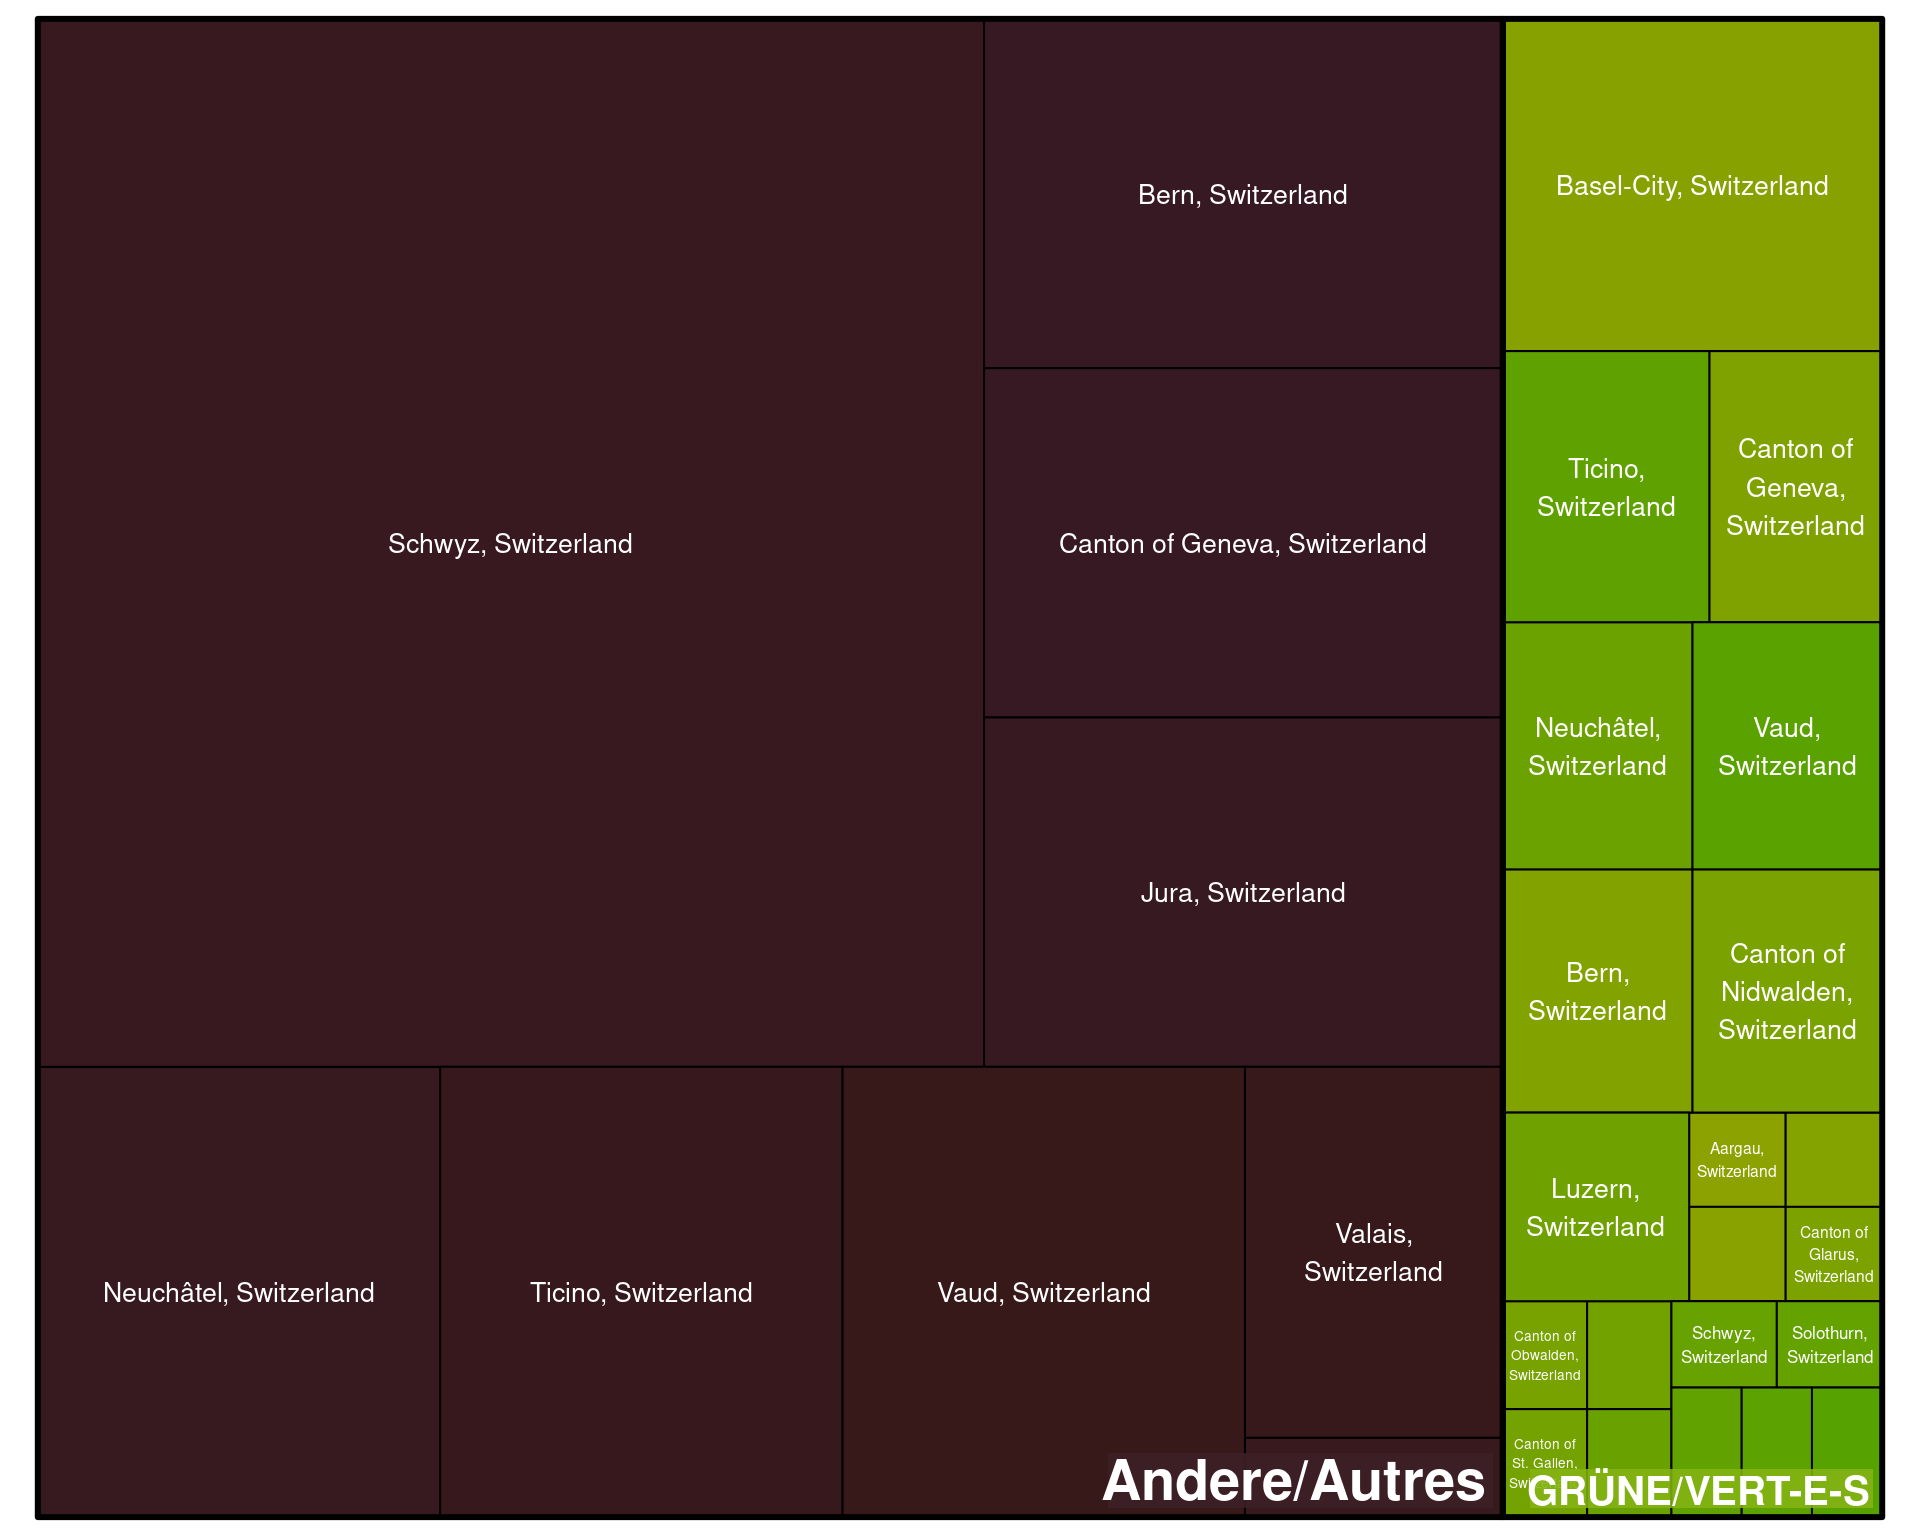 Schwyz, Switzerland
Bern, Switzerland
Canton of Geneva, Switzerland
Jura, Switzerland
Neuchâtel, Switzerland
Ticino, Switzerland
Vaud, Switzerland
Valais,
Switzerland
Andere/Autres
Basel-City, Switzerland
Ticino,
Switzerland
Canton of
Geneva,
Switzerland
Neuchâtel,
Switzerland
Vaud,
Switzerland
Bern,
Switzerland
Canton of
Nidwalden,
Switzerland
Luzern,
Switzerland
Aargau,
Switzerland
Canton of
Glarus,
Switzerland
Canton of
Obwalden,
Switzerland
Schwyz,
Switzerland
Solothurn,
Switzerland
Canton of
St. Gallen,
GRÜNE/VERT-E-S